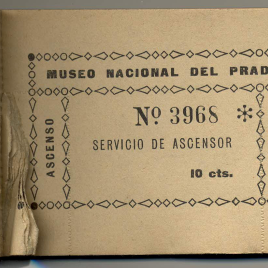 MUSEO NACIONAL DEL PRAD
ASCENSO
Nº 3968 *
SERVICIO DE ASCENSOR
10 cts.